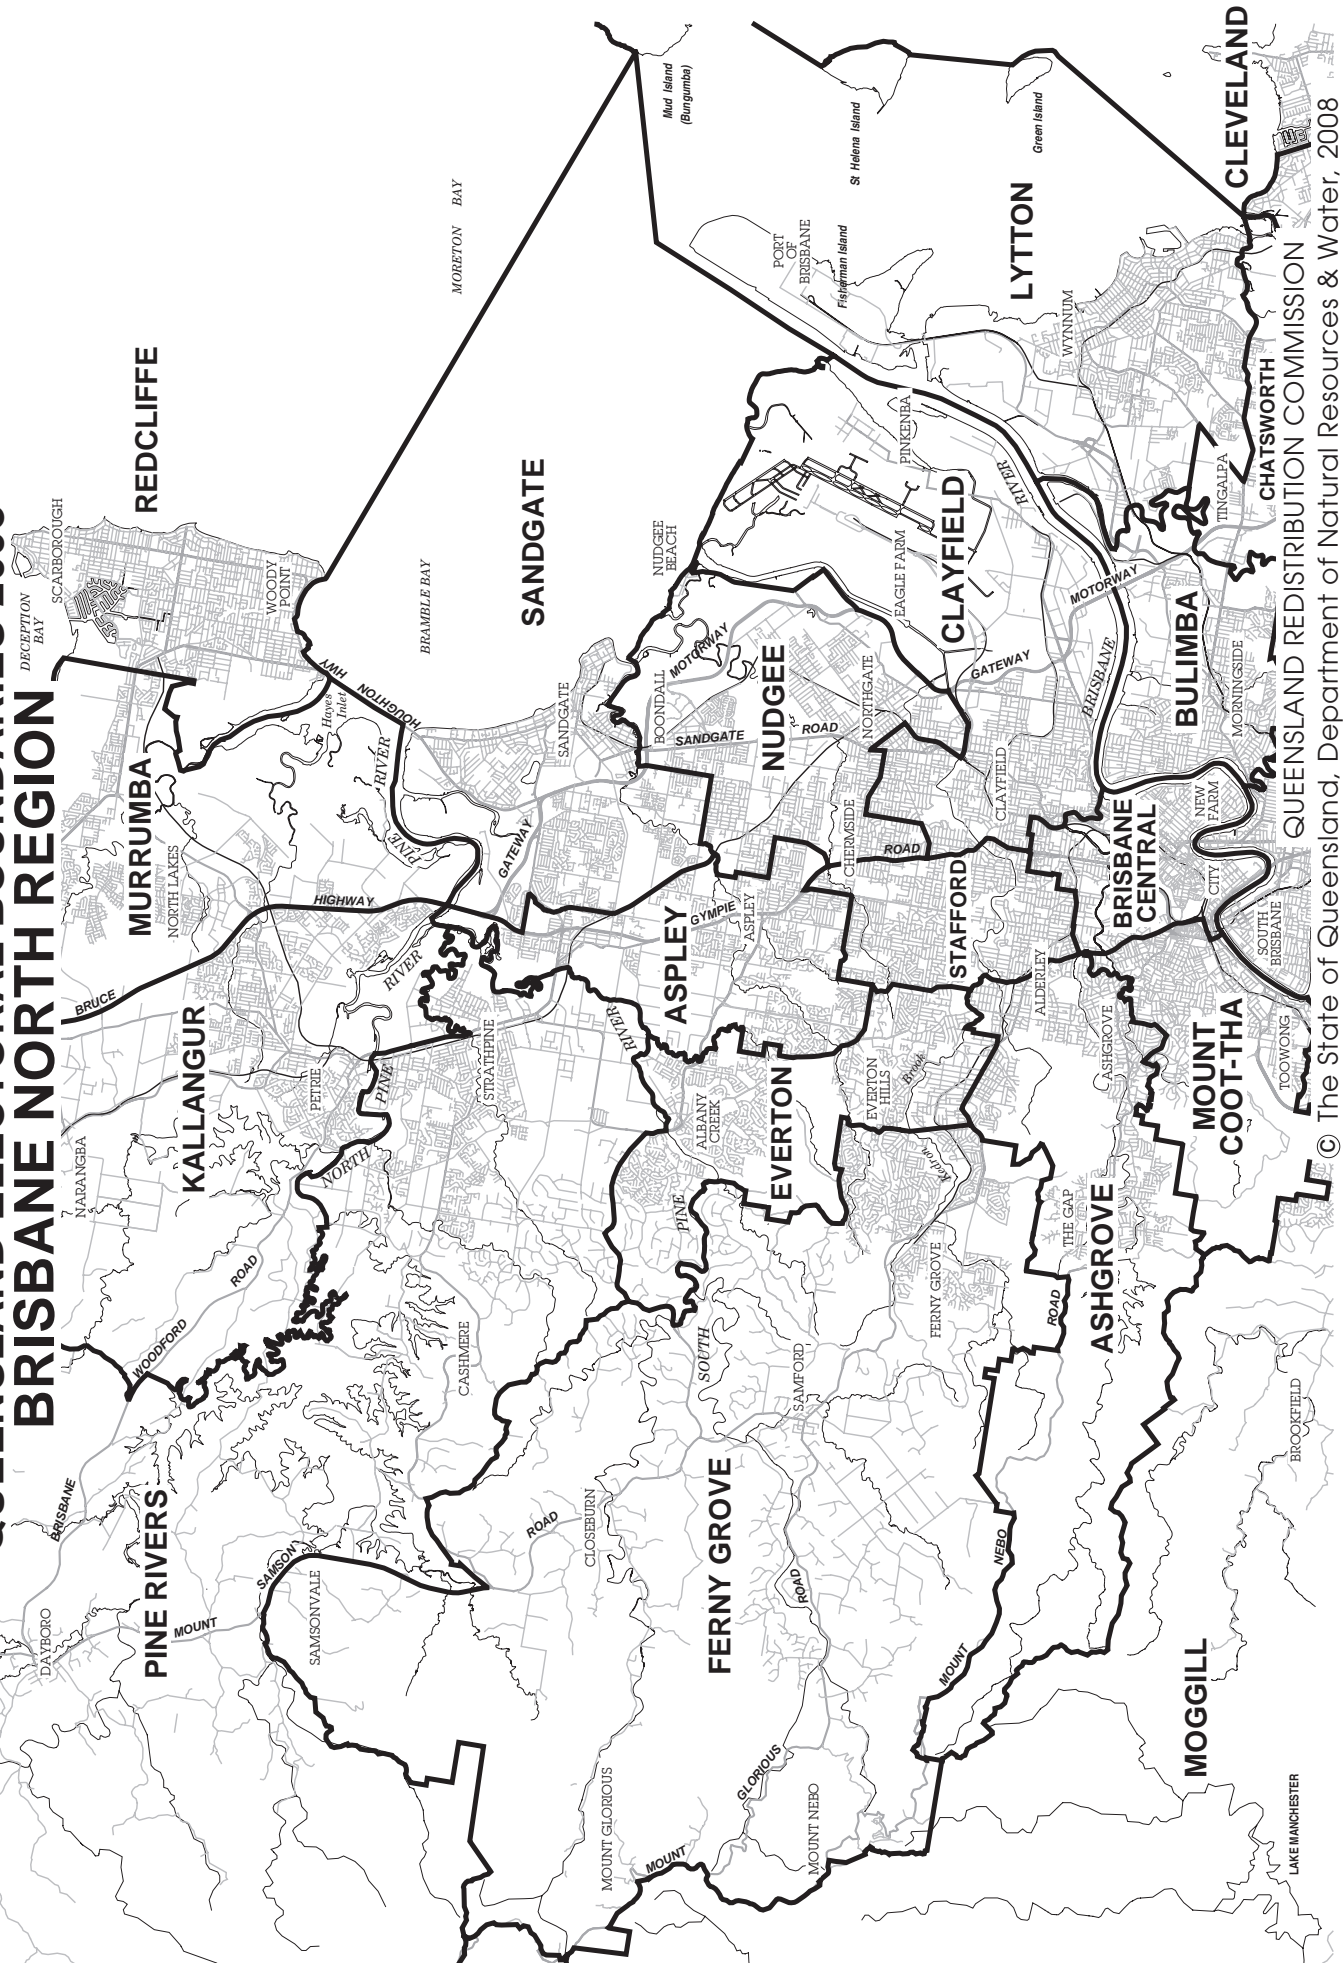 BRISBANE NORTH REGION
DECEPTION
BAY
SCARBOROUGH
REDCLIFFE
WOODY
POINT
MURRUMBA
NORTH LAKES
BRUCE
HIGHWAY
KALLANGUR
NARANGBA
PETRIE
NORTH
PINE
RIVER
WOODFORD
ROAD
BRISBANE
DAYBORO
PINE RIVERS
MOUNT
SAMSON
SAMSONVALE
CASHMERE
STRATHPINE
HOUGHTON
HWY
Hayes
Inlet
PINE
RIVER
MORETON BAY
BRAMBLE BAY
SANDGATE
SANDGATE
GATEWAY
MOTORWAY
BOONDALL
NUDGEE
BEACH
NUDGEE
SANDGATE
ROAD
NORTHGATE
ASPLEY
GYMPIE
ROAD
ASPLEY
CHERMSIDE
RIVER
ALBANY
CREEK
EVERTON
PINE
SOUTH
EVERTON
HILLS
Kedron
Brook
FERNY GROVE
SAMFORD
ROAD
CLOSEBURN
FERNY GROVE
ROAD
GLORIOUS
MOUNT
MOUNT GLORIOUS
MOUNT NEBO
MOUNT
NEBO
ROAD
STAFFORD
ALDERLEY
ASHGROVE
THE GAP
ASHGROVE
MOUNT
COOT-THA
TOOWONG
BROOKFIELD
MOGGILL
LAKE MANCHESTER
BRISBANE
CENTRAL
CITY
NEW
FARM
SOUTH
BRISBANE
CLAYFIELD
CLAYFIELD
EAGLE FARM
PINKENBA
GATEWAY
MOTORWAY
BRISBANE
RIVER
BULIMBA
MORNINGSIDE
TINGALPA
CHATSWORTH
WYNNUM
LYTTON
PORT
OF
BRISBANE
Fisherman Island
Mud Island
(Bungumba)
St Helena Island
Green Island
CLEVELAND
QUEENSLAND REDISTRIBUTION COMMISSION
© The State of Queensland, Department of Natural Resources & Water, 2008